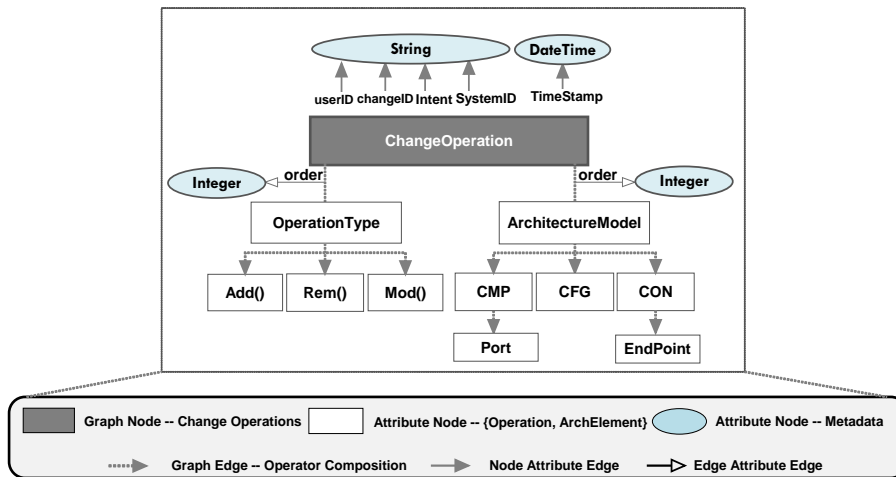 String
DateTime
userID changeID Intent SystemID
TimeStamp
ChangeOperation
order
order
Integer
Integer
OperationType
ArchitectureModel
Add()
Rem()
Mod()
CMP
CFG
CON
Port
EndPoint
Graph Node -- Change Operations
Attribute Node -- {Operation, ArchElement}
Attribute Node -- Metadata
Graph Edge -- Operator Composition
Node Attribute Edge
Edge Attribute Edge